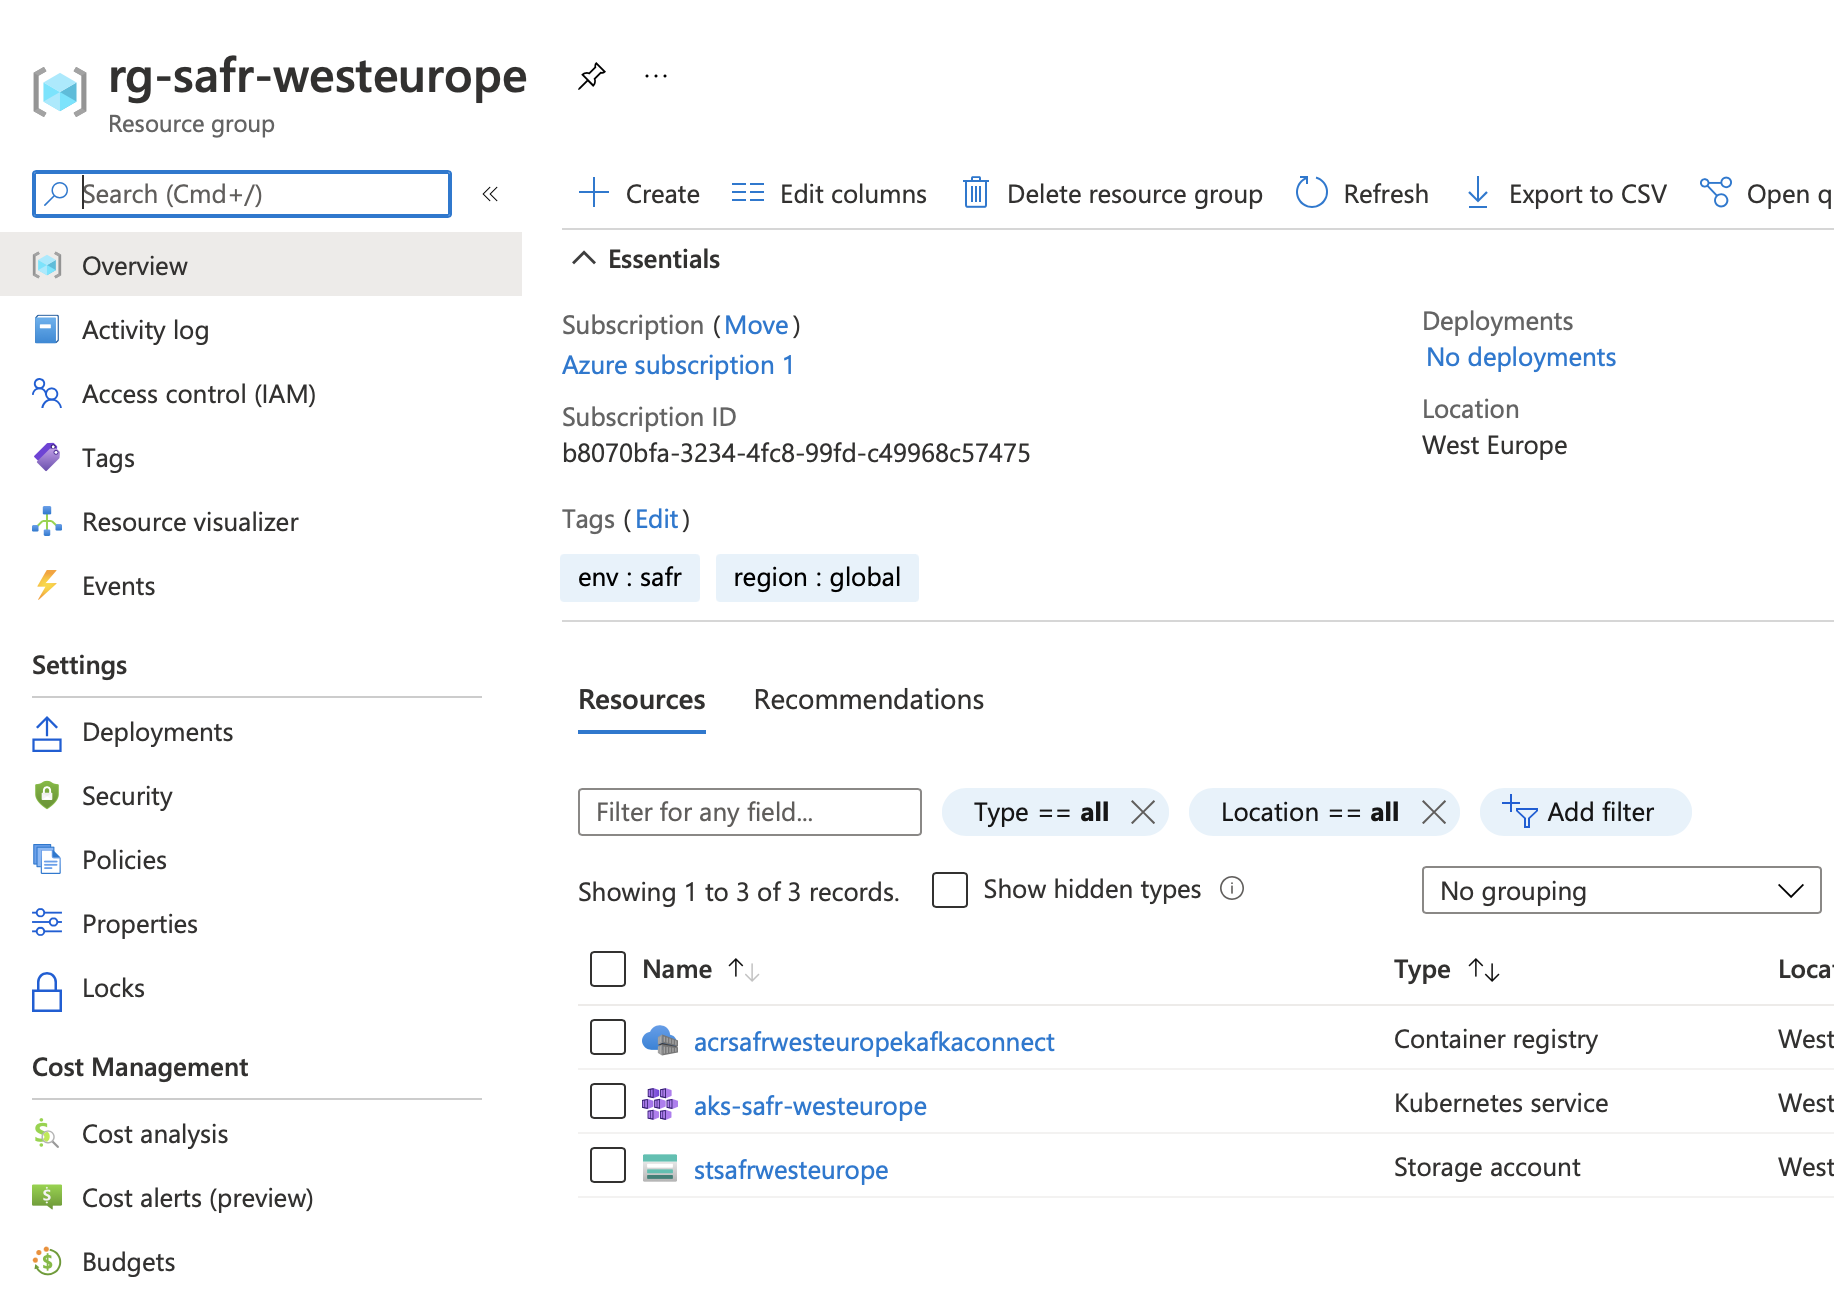 rg-safr-westeurope
Resource group
Search (Cmd+/)
Overview
Activity log
Access control (IAM)
Tags
Resource visualizer
Events
Settings
Deployments
Security
Policies
Properties
Locks
Cost Management
Cost analysis
Cost alerts (preview)
Budgets
Create Edit columns Delete resource group Refresh Export to CSV Open q
Essentials
Subscription (Move)
Azure subscription 1
Subscription ID
b8070bfa-3234-4fc8-99fd-c49968c57475
Deployments
No deployments
Location
West Europe
Tags (Edit)
env : safr region : global
Resources Recommendations
Filter for any field... Type == all Location == all Add filter
Showing 1 to 3 of 3 records. Show hidden types No grouping
Name Type Loca
acrsafrwesteuropekafkaconnect Container registry West
aks-safr-westeurope Kubernetes service West
stsafrwesteurope Storage account West